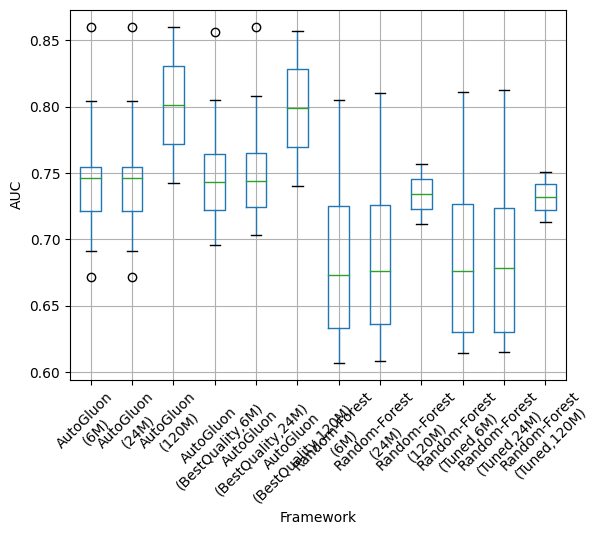 0.85
0.80
0.75
0.70
0.65
0.60
AUC
AutoGluon
(6M)
AutoGluon
(24M)
AutoGluon
(120M)
AutoGluon
(BestQuality,6M)
AutoGluon
(BestQuality,24M)
AutoGluon
(BestQuality,120M)
Random-Forest
(6M)
Random-Forest
(24M)
Random-Forest
(120M)
Random-Forest
(Tuned,6M)
Random-Forest
(Tuned,24M)
Random-Forest
(Tuned,120M)
Framework